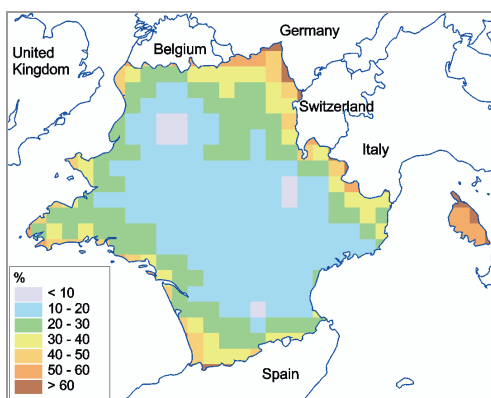 Germany
Belgium
United
Kingdom
Switzerland
Italy
%
< 10
10 - 20
20 - 30
30 - 40
40 - 50
50 - 60
> 60
Spain